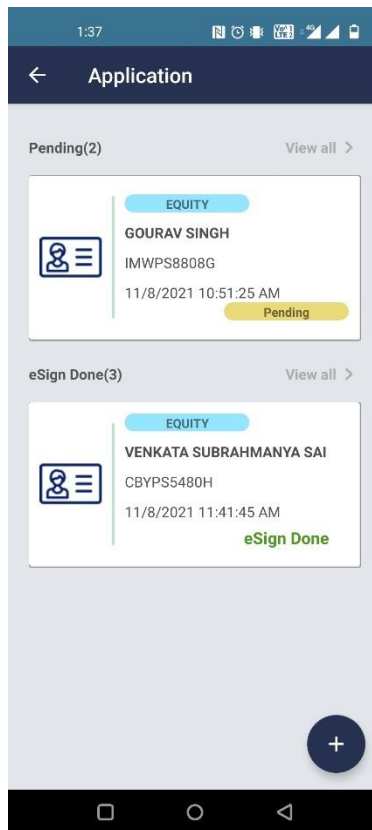 1:37
Application
Pending(2) View all
EQUITY
GOURAV SINGH
IMWPS8808G
11/8/2021 10:51:25 AM
Pending
eSign Done(3) View all
EQUITY
VENKATA SUBRAHMANYA SAI
CBYPS5480H
11/8/2021 11:41:45 AM
eSign Done
+